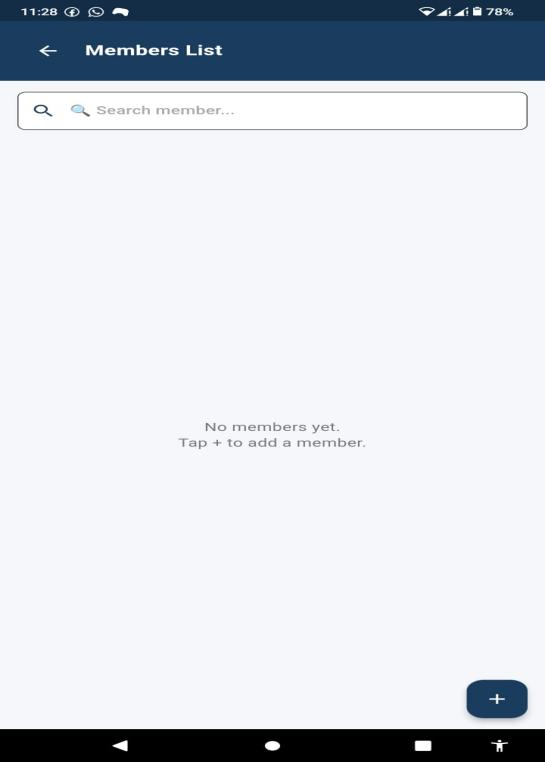 11:28 78%
Members List
🔍 Search member...
No members yet.
Tap + to add a member.
+